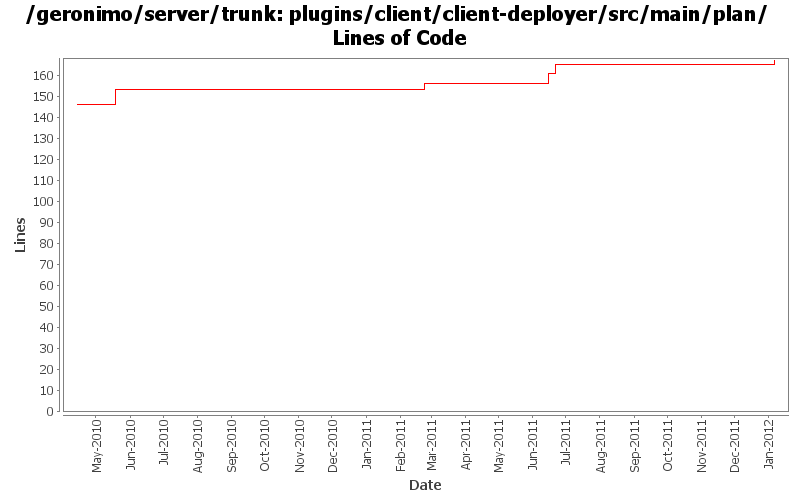 /geronimo/server/trunk: plugins/client/client-deployer/src/main/plan/
Lines of Code
160
150
140
130
120
110
100
90
80
70
60
50
40
30
20
10
0
Lines
May-2010
Jun-2010
Jul-2010
Aug-2010
Sep-2010
Oct-2010
Nov-2010
Dec-2010
Jan-2011
Feb-2011
Mar-2011
Apr-2011
May-2011
Jun-2011
Jul-2011
Aug-2011
Sep-2011
Oct-2011
Nov-2011
Dec-2011
Jan-2012
Date